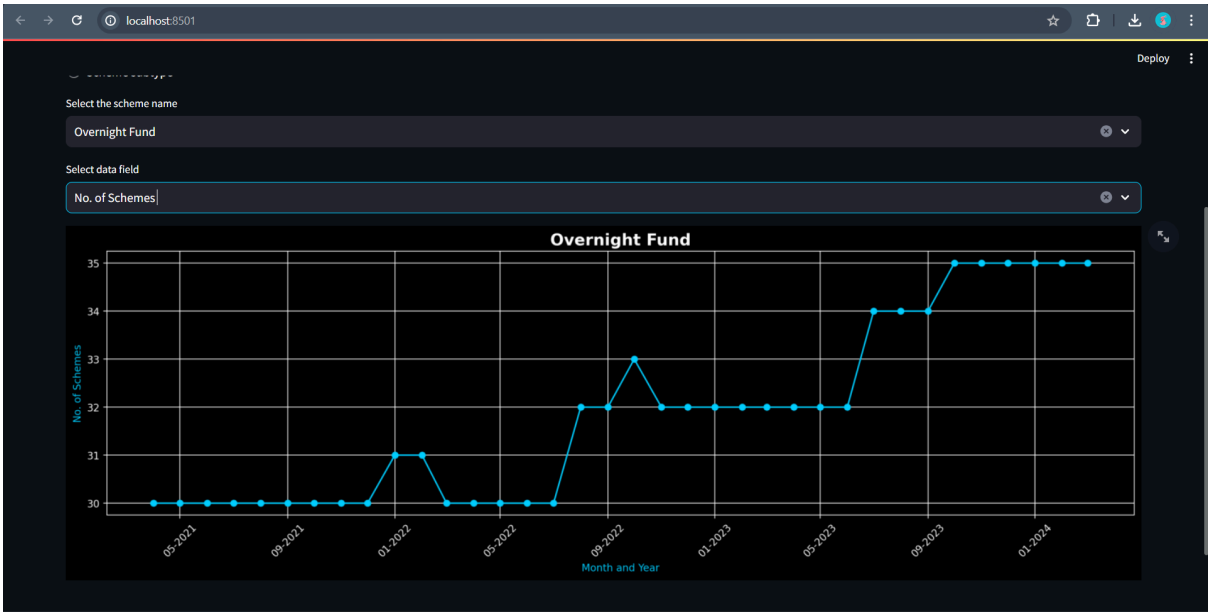 localhost:8501
Deploy
Select the scheme name
Overnight Fund
Select data field
No. of Schemes
Overnight Fund
35
34
33
32
31
30
No. of Schemes
05-2021
09-2021
01-2022
05-2022
09-2022
01-2023
05-2023
09-2023
01-2024
Month and Year